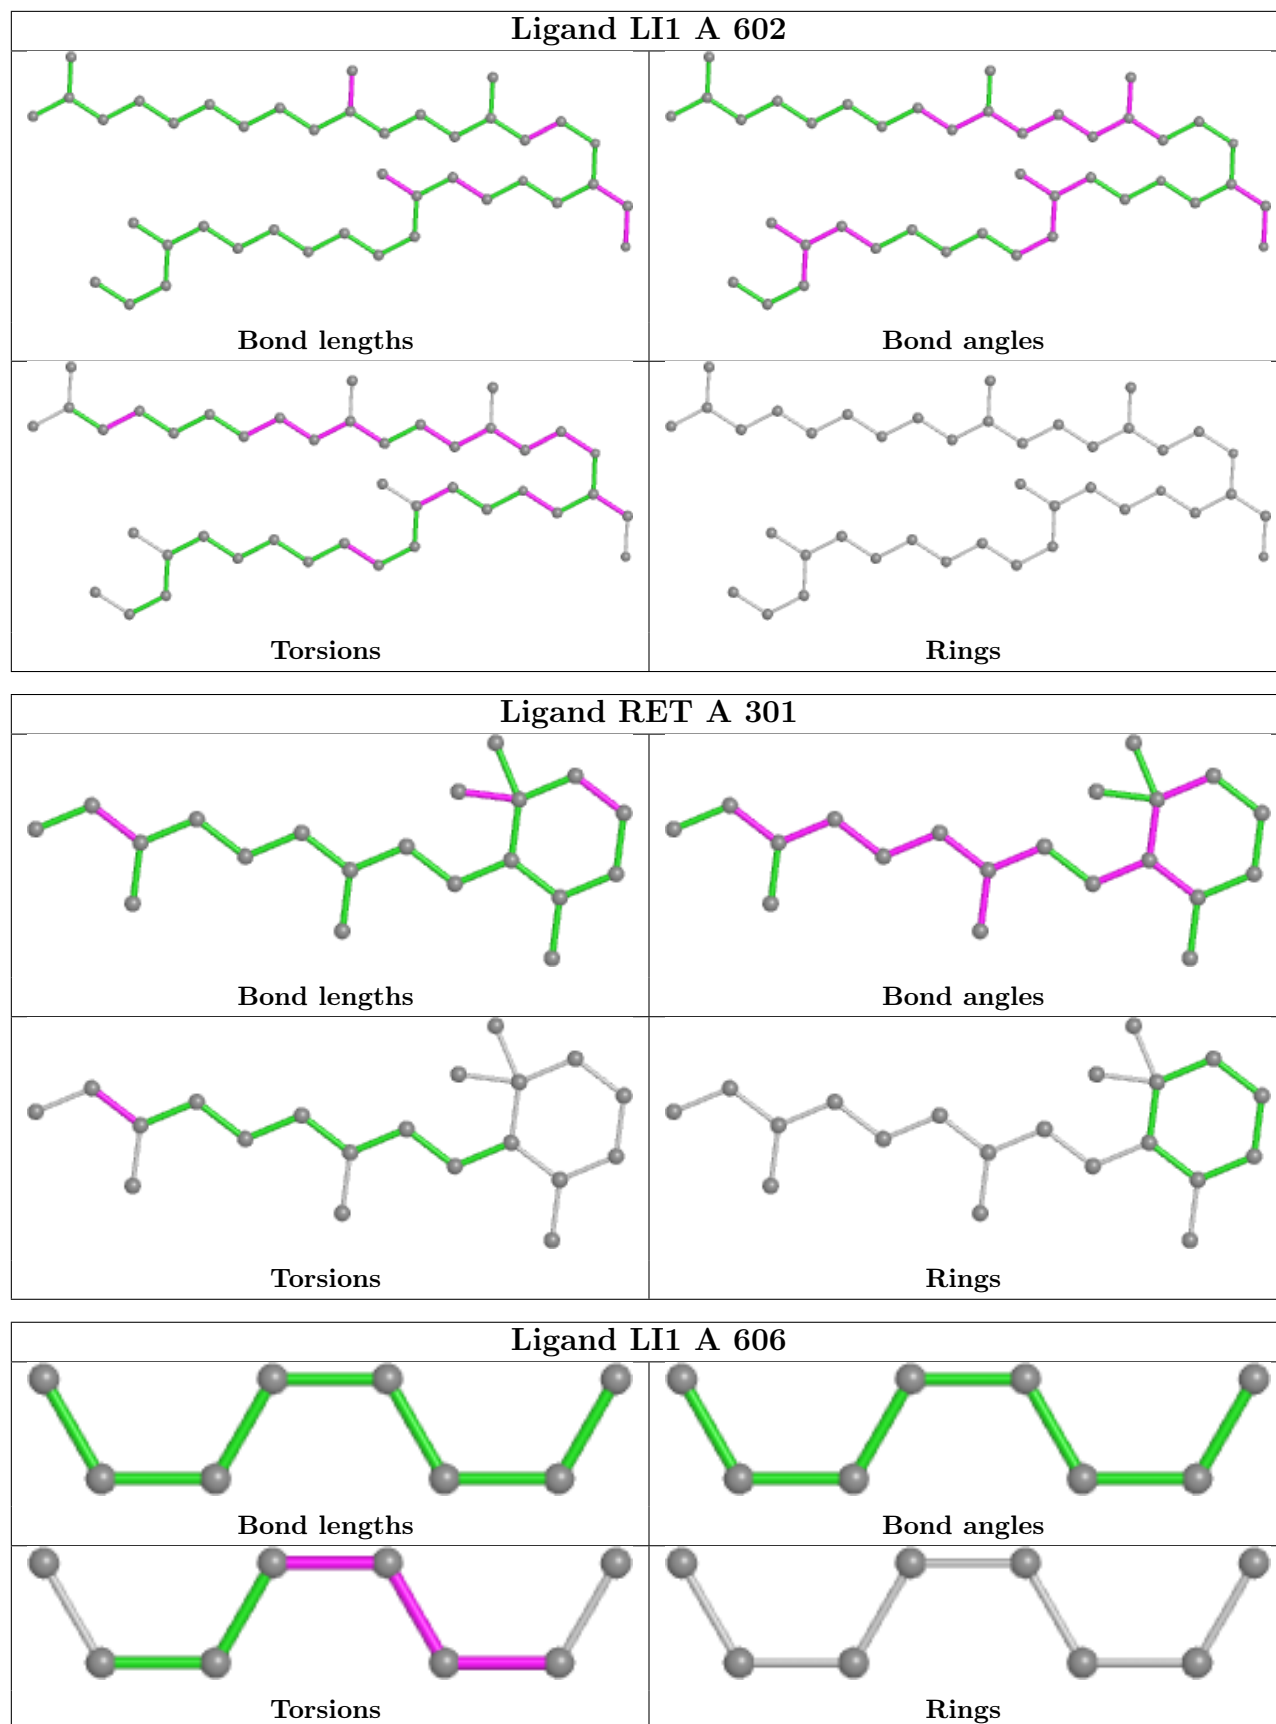 Ligand LI1 A 602
Bond lengths
Bond angles
Torsions
Rings
Ligand RET A 301
Bond lengths
Bond angles
Torsions
Rings
Ligand LI1 A 606
Bond lengths
Bond angles
Torsions
Rings